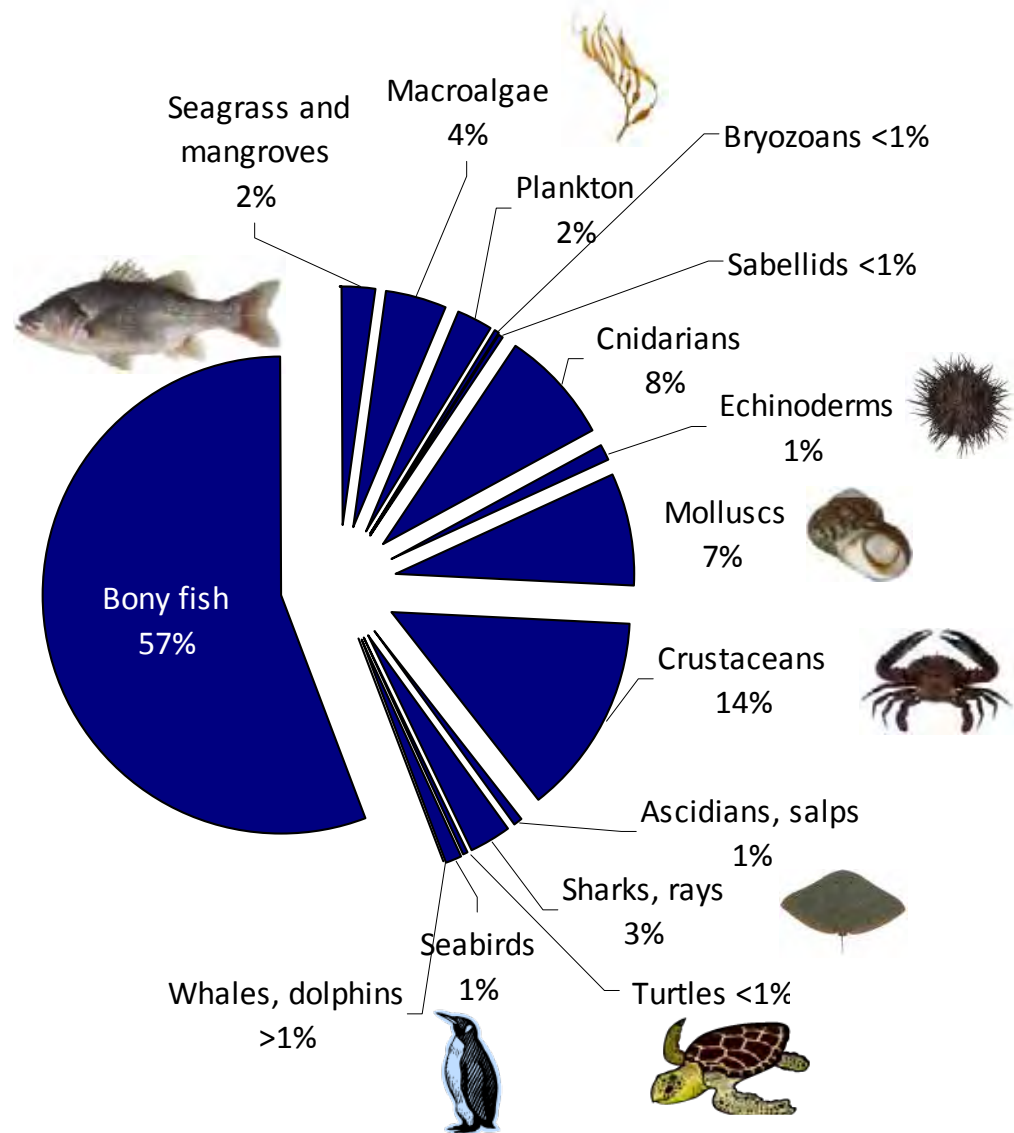 Seagrass and
mangroves
2%
Macroalgae
4%
Plankton
2%
Bryozoans <1%
Sabellids <1%
Cnidarians
8%
Echinoderms
1%
Molluscs
7%
Crustaceans
14%
Ascidians, salps
1%
Sharks, rays
3%
Turtles <1%
Seabirds
1%
Whales, dolphins
>1%
Bony fish
57%